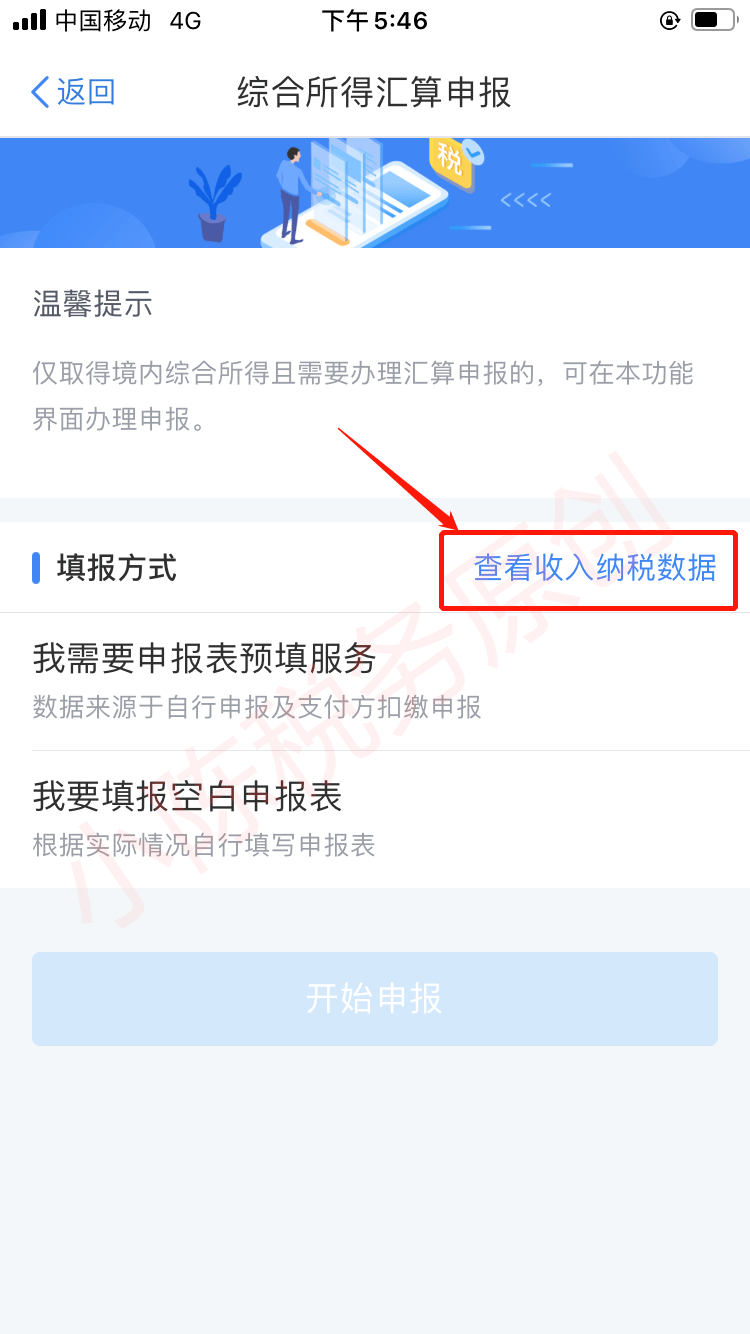 中国移动 4G 下午5:46
返回 综合所得汇算申报
税
温馨提示
仅取得境内综合所得且需要办理汇算申报的，可在本功能
界面办理申报。
填报方式 查看收入纳税数据
我需要申报表预填服务
数据来源于自行申报及支付方扣缴申报
我要填报空白申报表
根据实际情况自行填写申报表
开始申报
小陈税务原创